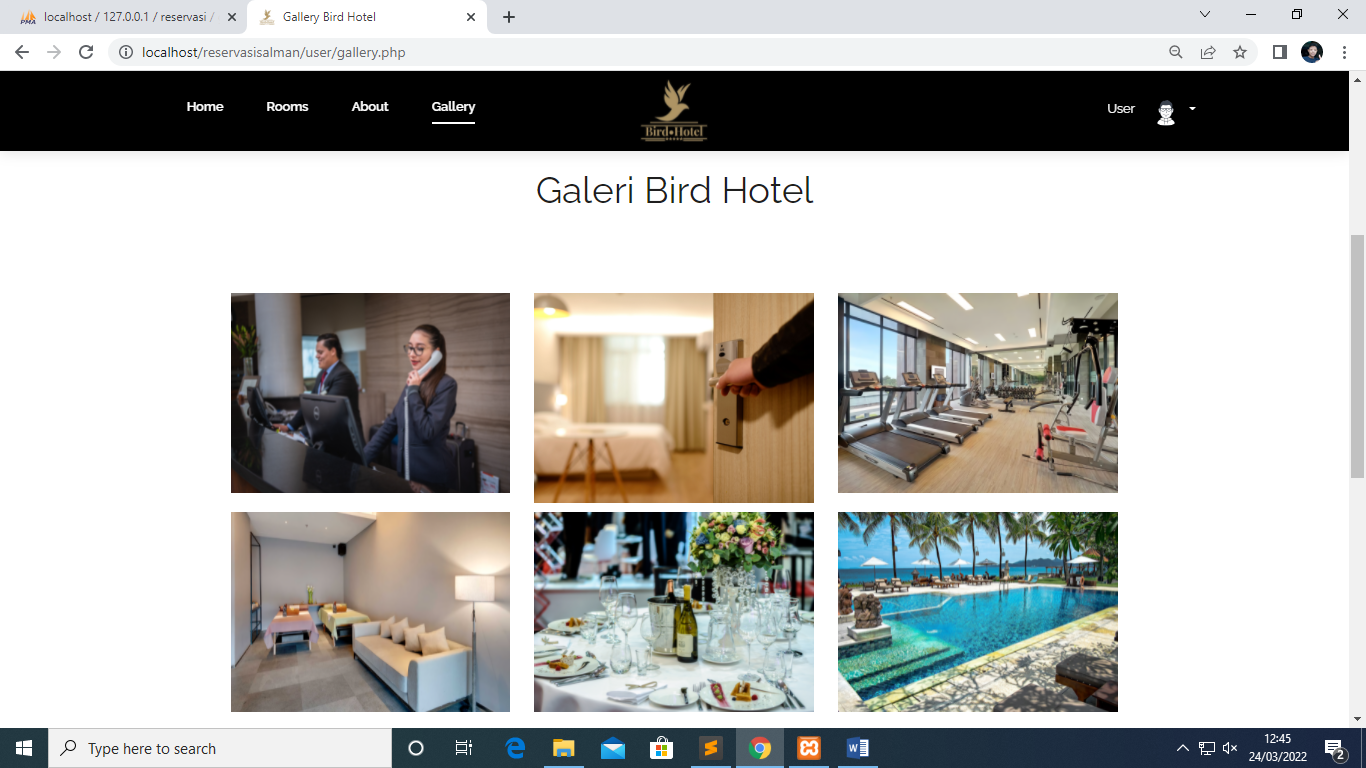 localhost / 127.0.0.1 / reservasi /
Gallery Bird Hotel
localhost/reservasisalman/user/gallery.php
Home
Rooms
About
Gallery
Bird Hotel
User
Galeri Bird Hotel
Type here to search
12:45
24/03/2022
2